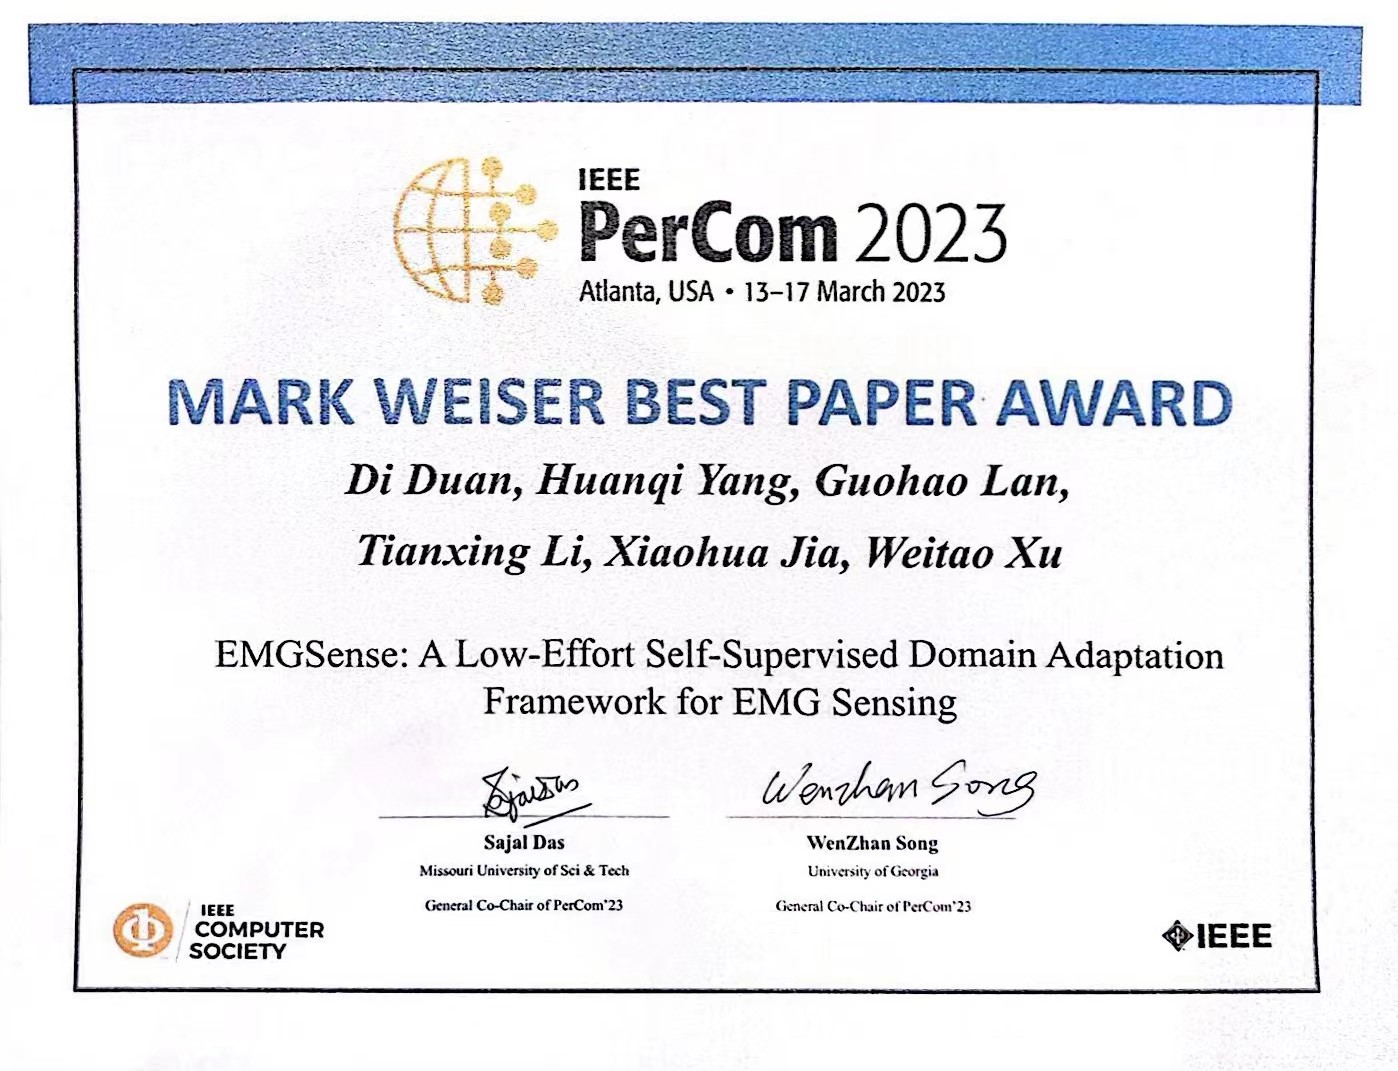 IEEE
PerCom 2023
Atlanta, USA • 13–17 March 2023
MARK WEISER BEST PAPER AWARD
Di Duan, Huanqi Yang, Guohao Lan,
Tianxing Li, Xiaohua Jia, Weitao Xu
EMGSense: A Low-Effort Self-Supervised Domain Adaptation
Framework for EMG Sensing
Wenzhan Song
Sajal Das
Missouri University of Sci & Tech
General Co-Chair of PerCom'23
WenZhan Song
University of Georgia
General Co-Chair of PerCom'23
IEEE
COMPUTER
SOCIETY
IEEE